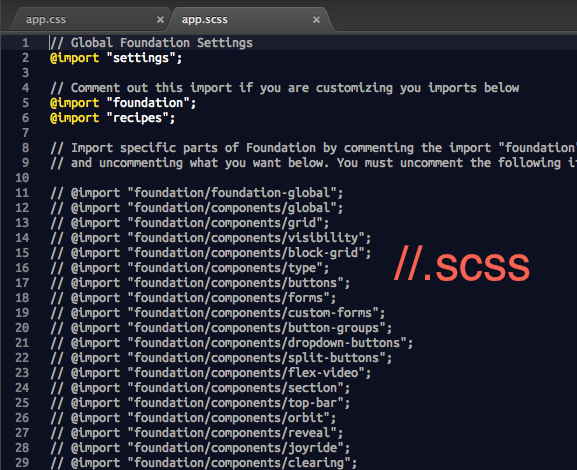 app.css × app.scss ×
1 // Global Foundation Settings
2 @import "settings";
3
4 // Comment out this import if you are customizing you imports below
5 @import "foundation";
6 @import "recipes";
7
8 // Import specific parts of Foundation by commenting the import "foundation"
9 // and uncommenting what you want below. You must uncomment the following
10
11 // @import "foundation/foundation-global";
12 // @import "foundation/components/global";
13 // @import "foundation/components/grid";
14 // @import "foundation/components/visibility";
15 // @import "foundation/components/block-grid";
16 // @import "foundation/components/type";
17 // @import "foundation/components/buttons";
18 // @import "foundation/components/forms";
19 // @import "foundation/components/custom-forms";
20 // @import "foundation/components/button-groups";
21 // @import "foundation/components/dropdown-buttons";
22 // @import "foundation/components/split-buttons";
23 // @import "foundation/components/flex-video";
24 // @import "foundation/components/section";
25 // @import "foundation/components/top-bar";
26 // @import "foundation/components/orbit";
27 // @import "foundation/components/reveal";
28 // @import "foundation/components/joyride";
29 // @import "foundation/components/clearing";
//.scss